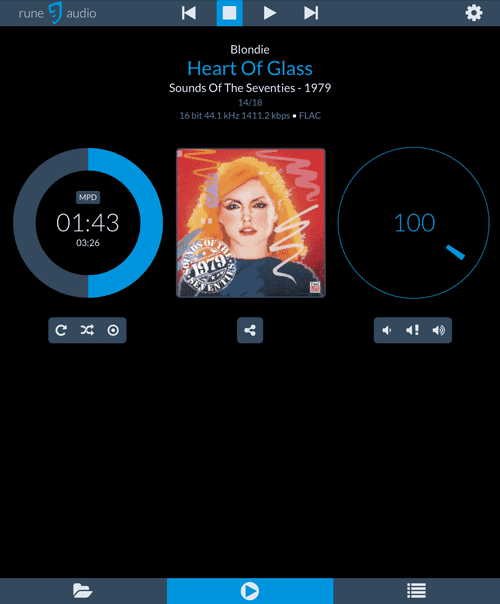 rune audio
Blondie
Heart Of Glass
Sounds Of The Seventies - 1979
14/18
16 bit 44.1 kHz 1411.2 kbps • FLAC
MPD
01:43
03:26
SOUNDS OF THE
1979
SEVENTIES
100